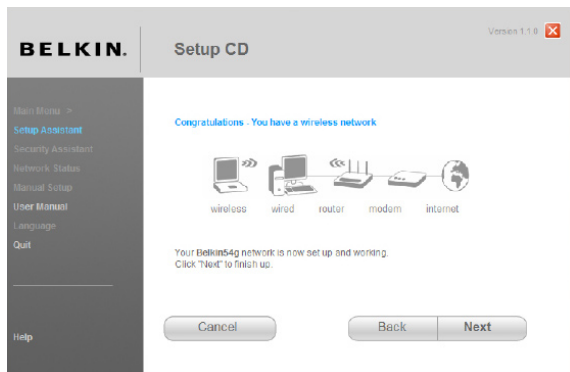 Version 1.1.0
BELKIN.
Setup CD
Main Menu >
Setup Assistant
Security Assistant
Network Status
Manual Setup
User Manual
Language
Quit
Help
Congratulations - You have a wireless network
wireless wired router modem internet
Your Belkin54g network is now set up and working.
Click "Next" to finish up.
Cancel Back Next